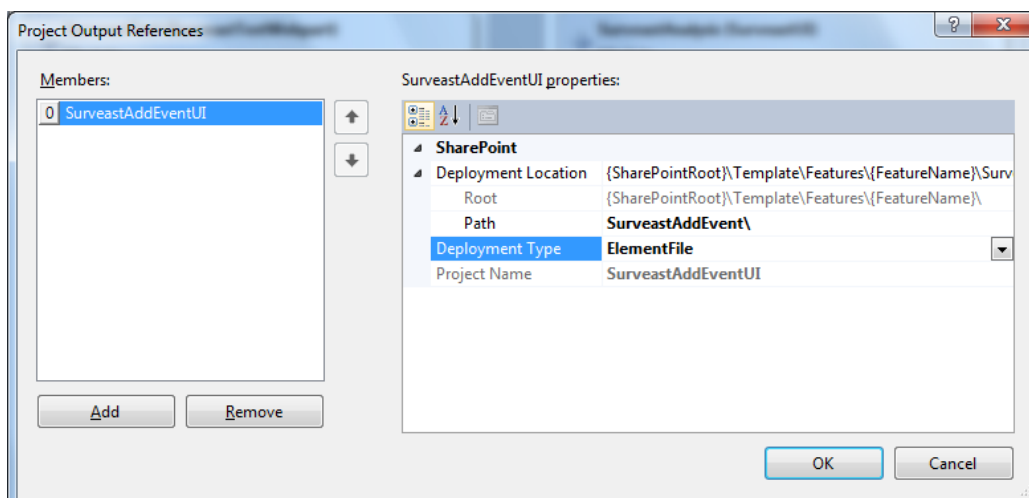 Project Output References
Members:
SurveastAddEventUI properties:
0 SurveastAddEventUI
SharePoint
Deployment Location {SharePointRoot}\Template\Features\{FeatureName}\Surv
Root {SharePointRoot}\Template\Features\{FeatureName}\
Path SurveastAddEvent\
Deployment Type ElementFile
Project Name SurveastAddEventUI
Add Remove
OK Cancel